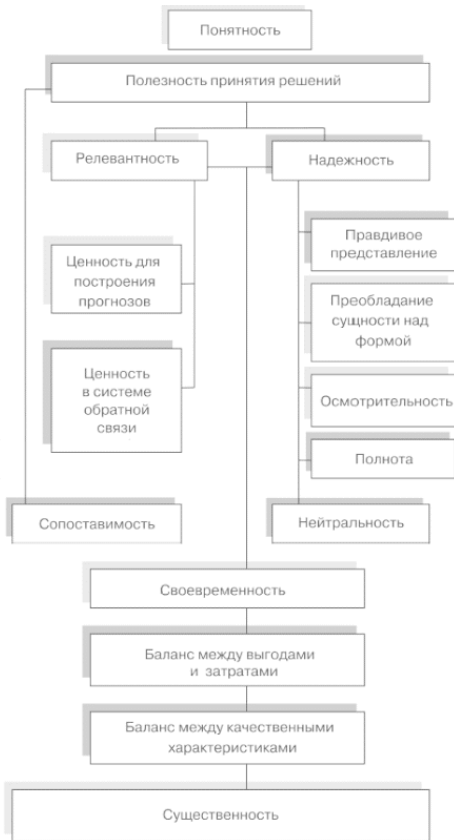 Понятность
Полезность принятия решений
Релевантность
Надежность
Ценность для
построения
прогнозов
Ценность
в системе
обратной
связи
Правдивое
представление
Преобладание
сущности над
формой
Осмотрительность
Полнота
Сопоставимость
Нейтральность
Своевременность
Баланс между выгодами
и затратами
Баланс между качественными
характеристиками
Существенность